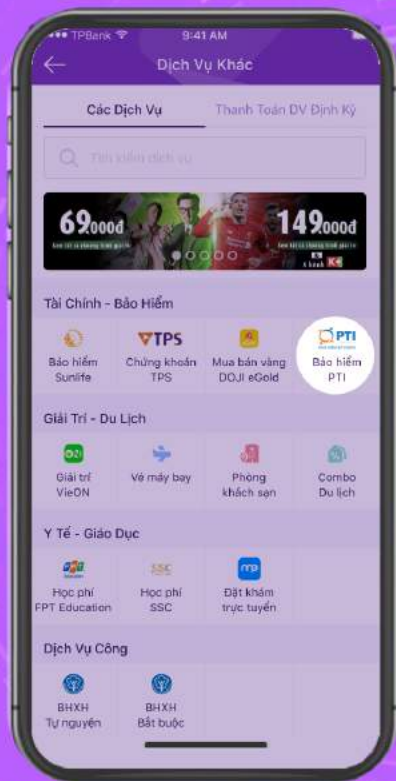 TPBank
9:41 AM
Dịch Vụ Khác
Các Dịch Vụ
Thanh Toán DV Định Kỳ
Tìm kiếm dịch vụ
69.000đ
149.000đ
K+
Tài Chính - Bảo Hiểm
TPS
PTI
Bảo hiểm
Sunlife
Chứng khoán
TPS
Mua bán vàng
DOJI eGold
Bảo hiểm
PTI
Giải Trí - Du Lịch
Giải trí
VieON
Vé máy bay
Phòng
khách sạn
Combo
Du lịch
Y Tế - Giáo Dục
FPT
SSC
Học phí
FPT Education
Học phí
SSC
Đặt khám
trực tuyến
Dịch Vụ Công
BHXH
Tự nguyện
BHXH
Bắt buộc